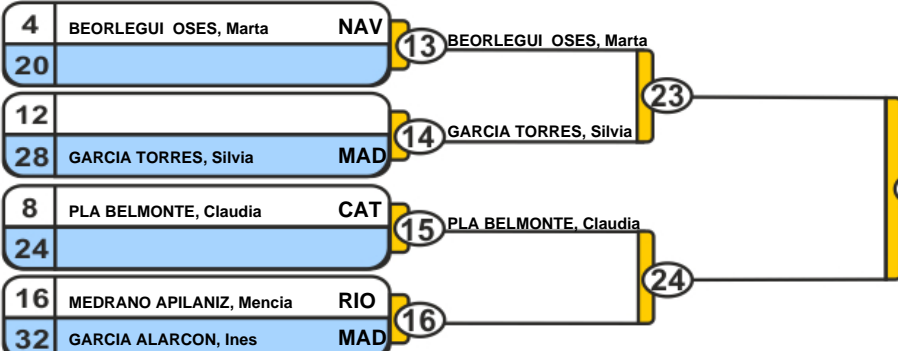 4 BEORLEGUI OSES, Marta NAV
20
13 BEORLEGUI OSES, Marta
23
12
28 GARCIA TORRES, Silvia MAD
14 GARCIA TORRES, Silvia
8 PLA BELMONTE, Claudia CAT
24
15 PLA BELMONTE, Claudia
24
16 MEDRANO APILANIZ, Mencia RIO
32 GARCIA ALARCON, Ines MAD
16